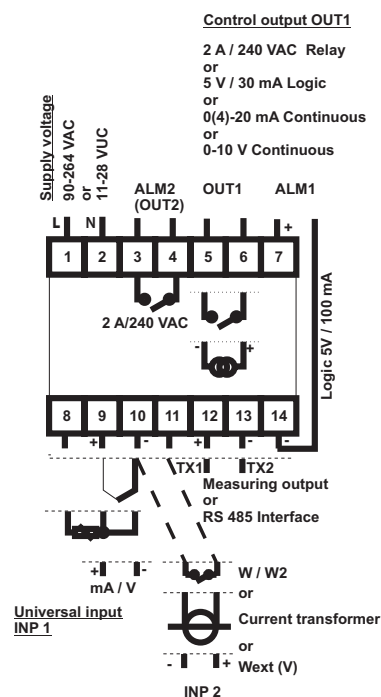 Control output OUT1
2 A / 240 VAC Relay
or
5 V / 30 mA Logic
or
0(4)-20 mA Continuous
or
0-10 V Continuous
Supply voltage
90-264 VAC
or
11-28 VUC
ALM2 OUT1 ALM1
(OUT2)
L N +
1 2 3 4 5 6 7
2 A/240 VAC
- +
Logic 5V / 100 mA
8 9 10 11 12 13 14
+ - + - -
TX1 TX2
Measuring output
or
RS 485 Interface
+ -
mA / V
W / W2
or
Universal input
INP 1
Current transformer
or
- + Wext (V)
INP 2